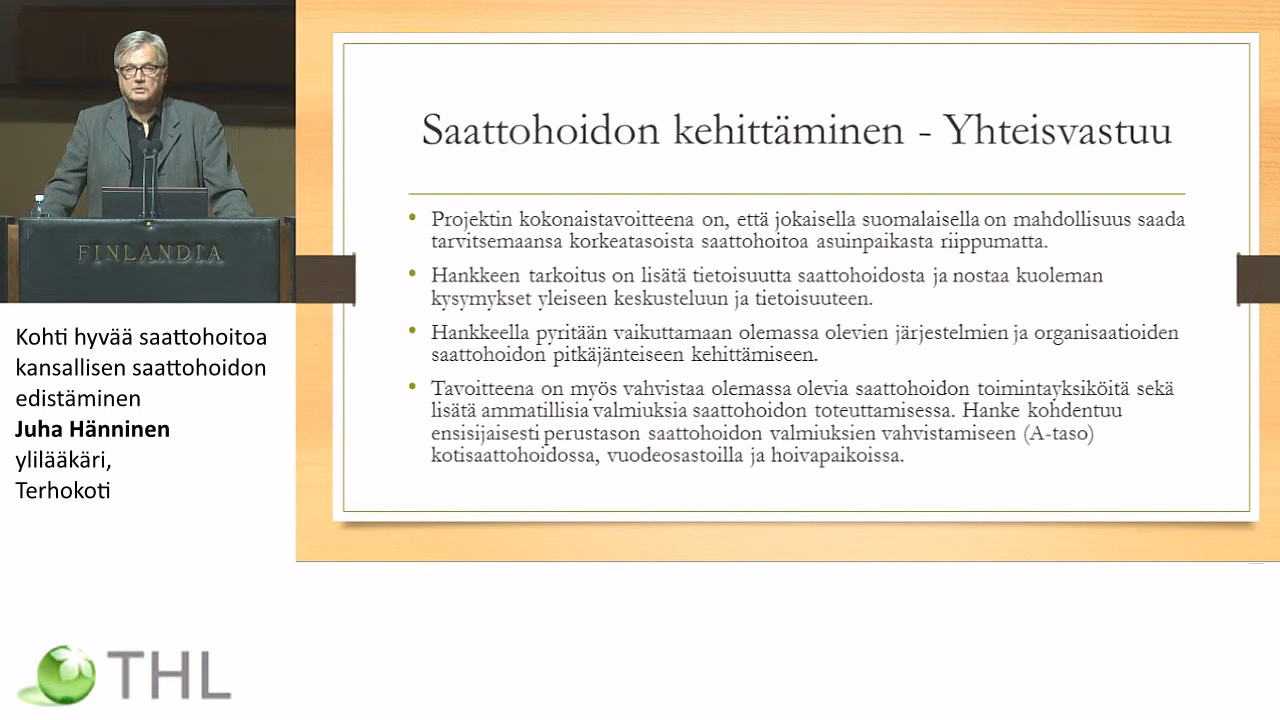 FINLANDIA
Kohti hyvää saattohoitoa
kansallisen saattohoidon
edistäminen
Juha Hänninen
ylilääkäri,
Terhokoti
THL
Saattohoidon kehittäminen - Yhteisvastuu
• Projektin kokonaistavoitteena on, että jokaisella suomalaisella on mahdollisuus saada
tarvitsemaansa korkeatasoista saattohoitoa asuinpaikasta riippumatta.
• Hankkeen tarkoitus on lisätä tietoisuutta saattohoidosta ja nostaa kuoleman
kysymykset yleiseen keskusteluun ja tietoisuuteen.
• Hankkeella pyritään vaikuttamaan olemassa olevien järjestelmien ja organisaatioiden
saattohoidon pitkäjänteiseen kehittämiseen.
• Tavoitteena on myös vahvistaa olemassa olevia saattohoidon toimintayksiköitä sekä
lisätä ammatillisia valmiuksia saattohoidon toteuttamisessa. Hanke kohdentuu
ensisijaisesti perustason saattohoidon valmiuksien vahvistamiseen (A-taso)
kotisaattohoidossa, vuodeosastoilla ja hoivapaikoissa.